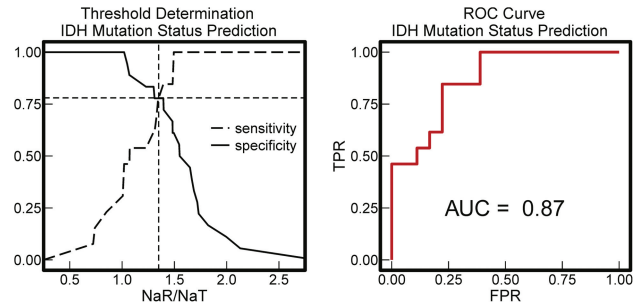 Threshold Determination
IDH Mutation Status Prediction
1.00
0.75
0.50
0.25
0.00
sensitivity
specificity
0.5
1.0
1.5
2.0
2.5
NaR/NaT
ROC Curve
IDH Mutation Status Prediction
TPR
1.00
0.75
0.50
0.25
0.00
AUC = 0.87
0.00
0.25
0.50
0.75
1.00
FPR